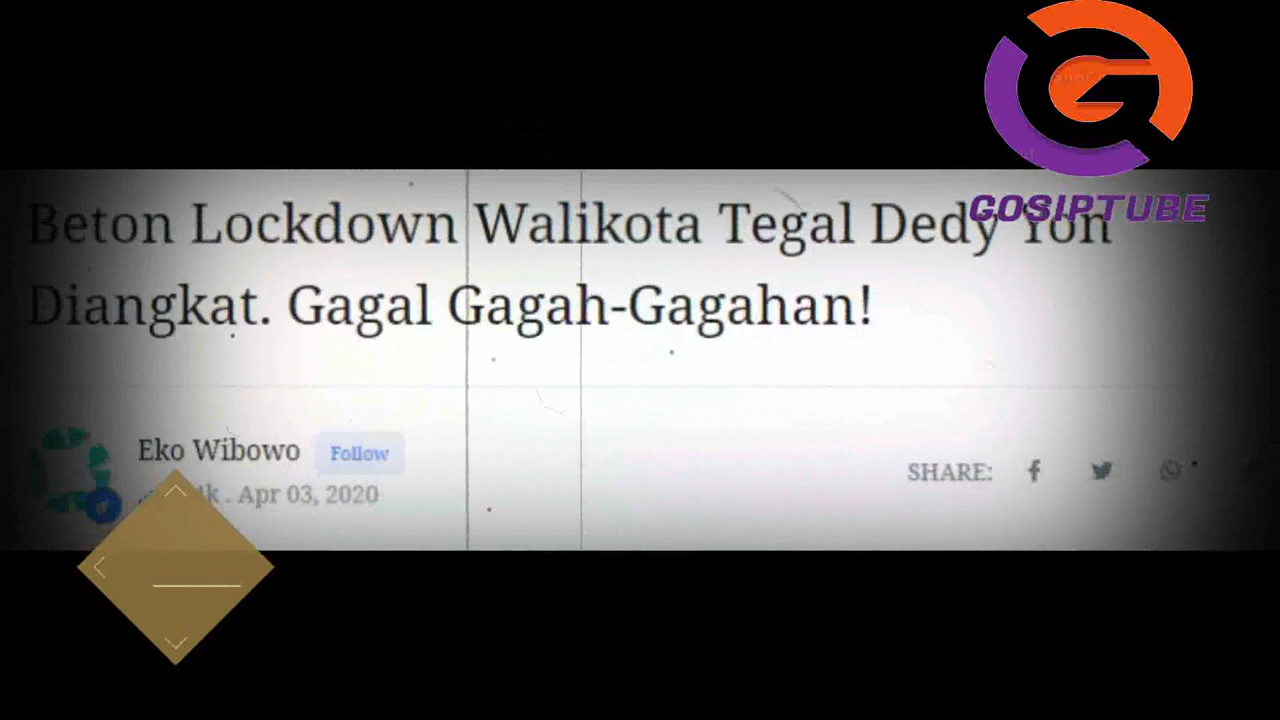 GOSIPTUBE
Beton Lockdown Walikota Tegal Dedy Yon
Diangkat. Gagal Gagah-Gagahan!
Eko Wibowo Follow
Apr 03, 2020
SHARE: